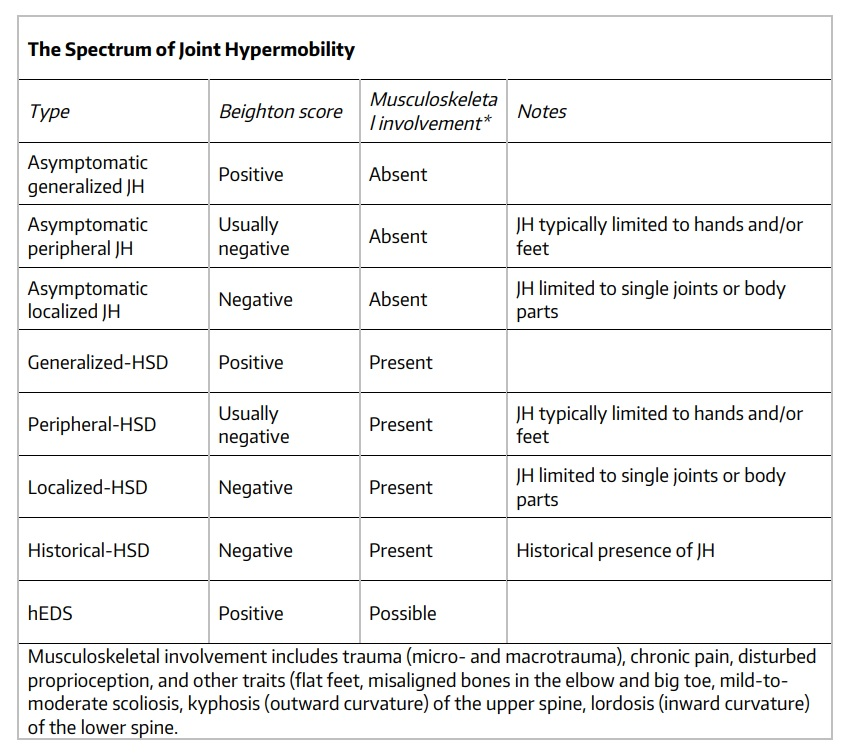 The Spectrum of Joint Hypermobility
Type Beighton score Musculoskeleta
l involvement* Notes
Asymptomatic
generalized JH Positive Absent
Asymptomatic
peripheral JH Usually
negative Absent JH typically limited to hands and/or
feet
Asymptomatic
localized JH Negative Absent JH limited to single joints or body
parts
Generalized-HSD Positive Present
Peripheral-HSD Usually
negative Present JH typically limited to hands and/or
feet
Localized-HSD Negative Present JH limited to single joints or body
parts
Historical-HSD Negative Present Historical presence of JH
hEDS Positive Possible
Musculoskeletal involvement includes trauma (micro- and macrotrauma), chronic pain, disturbed
proprioception, and other traits (flat feet, misaligned bones in the elbow and big toe, mild-to-
moderate scoliosis, kyphosis (outward curvature) of the upper spine, lordosis (inward curvature)
of the lower spine.